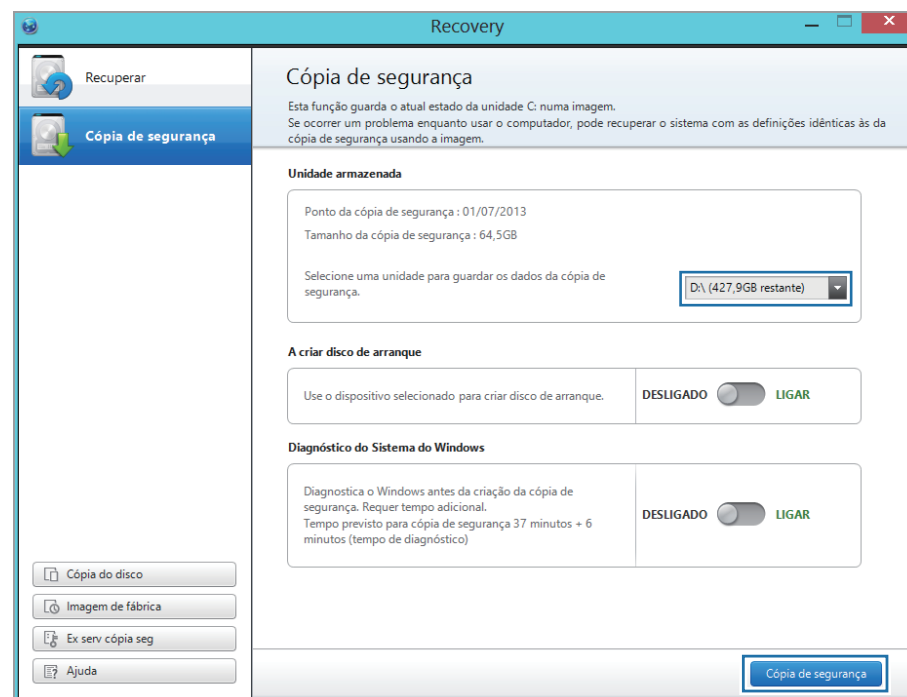 Recovery
Recuperar
Cópia de segurança
Cópia do disco
Imagem de fábrica
Ex serv cópia seg
Ajuda
Cópia de segurança
Esta função guarda o atual estado da unidade C: numa imagem.
Se ocorrer um problema enquanto usar o computador, pode recuperar o sistema com as definições idênticas às da
cópia de segurança usando a imagem.
Unidade armazenada
Ponto da cópia de segurança : 01/07/2013
Tamanho da cópia de segurança : 64,5GB
Selecione uma unidade para guardar os dados da cópia de
segurança.
D:\ (427,9GB restante)
A criar disco de arranque
Use o dispositivo selecionado para criar disco de arranque.
DESLIGADO LIGAR
Diagnóstico do Sistema do Windows
Diagnostica o Windows antes da criação da cópia de
segurança. Requer tempo adicional.
Tempo previsto para cópia de segurança 37 minutos + 6
minutos (tempo de diagnóstico)
DESLIGADO LIGAR
Cópia de segurança